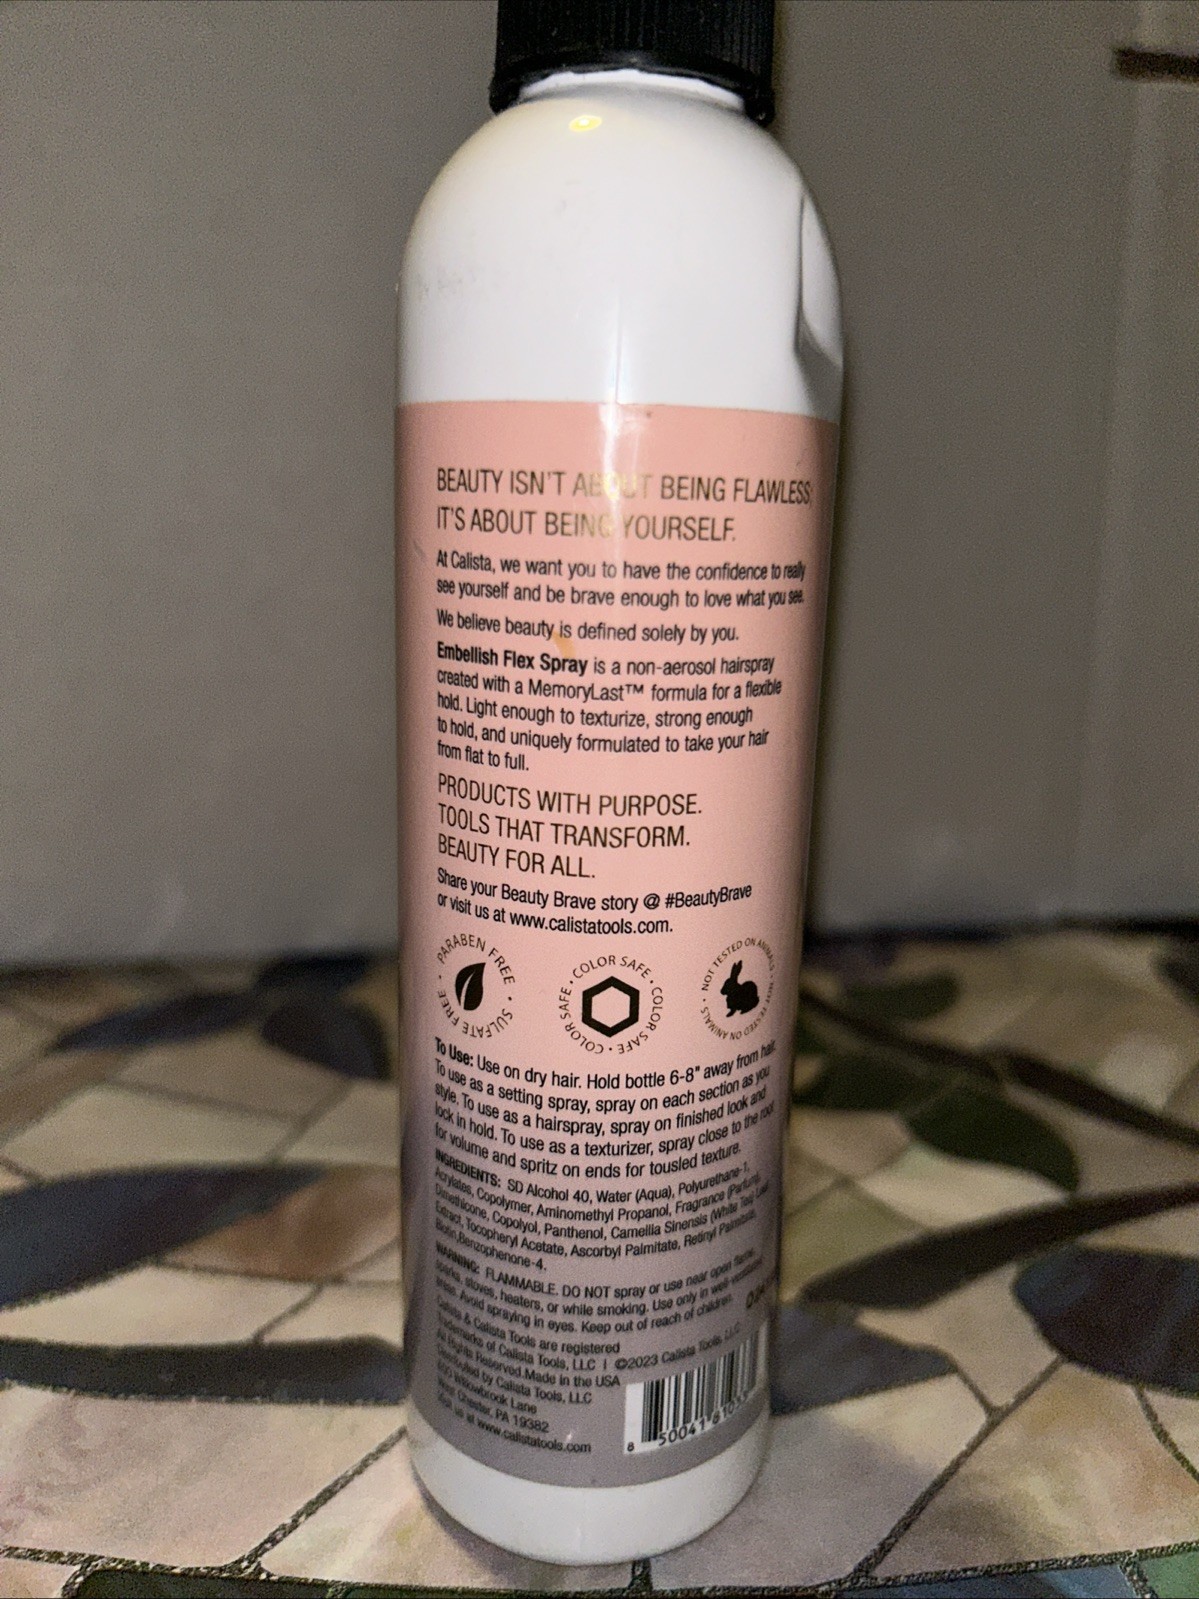 BEAUTY ISN'T ABOUT BEING FLAWLESS;
IT'S ABOUT BEING YOURSELF.
At Calista, we want you to have the confidence to really
see yourself and be brave enough to love what you see.
We believe beauty is defined solely by you.
Embellish Flex Spray is a non-aerosol hairspray
created with a MemoryLast™ formula for a flexible
hold. Light enough to texturize, strong enough
to hold, and uniquely formulated to take your hair
from flat to full.
PRODUCTS WITH PURPOSE.
TOOLS THAT TRANSFORM.
BEAUTY FOR ALL.
Share your Beauty Brave story @ #BeautyBrave
or visit us at www.calistatools.com.
PARABEN FREE • SULFATE FREE •
COLOR SAFE • COLOR SAFE • COLOR SAFE •
NOT TESTED ON ANIMALS • NOT TESTED ON ANIMALS •
To Use: Use on dry hair. Hold bottle 6-8" away from hair.
To use as a setting spray, spray on each section as you
style. To use as a hairspray, spray on finished look and
lock in hold. To use as a texturizer, spray close to the root
for volume and spritz on ends for tousled texture.
INGREDIENTS: SD Alcohol 40, Water (Aqua), Polyurethane-1,
Acrylates, Copolymer, Aminomethyl Propanol, Fragrance (Parfum),
Dimethicone, Copolyol, Panthenol, Camellia Sinensis (White Tea) Leaf
Extract, Tocopheryl Acetate, Ascorbyl Palmitate, Retinyl Palmitate,
Biotin,Benzophenone-4.
WARNING: FLAMMABLE. DO NOT spray or use near open flame,
sparks, stoves, heaters, or while smoking. Use only in well-ventilated
areas. Avoid spraying in eyes. Keep out of reach of children.
Calista & Calista Tools are registered
Trademarks of Calista Tools, LLC | ©2023 Calista Tools, LLC
All Rights Reserved.Made in the USA
Distributed by Calista Tools, LLC
Willowbrook Lane
West Chester, PA 19382
Visit us at www.calistatools.com
8 50041